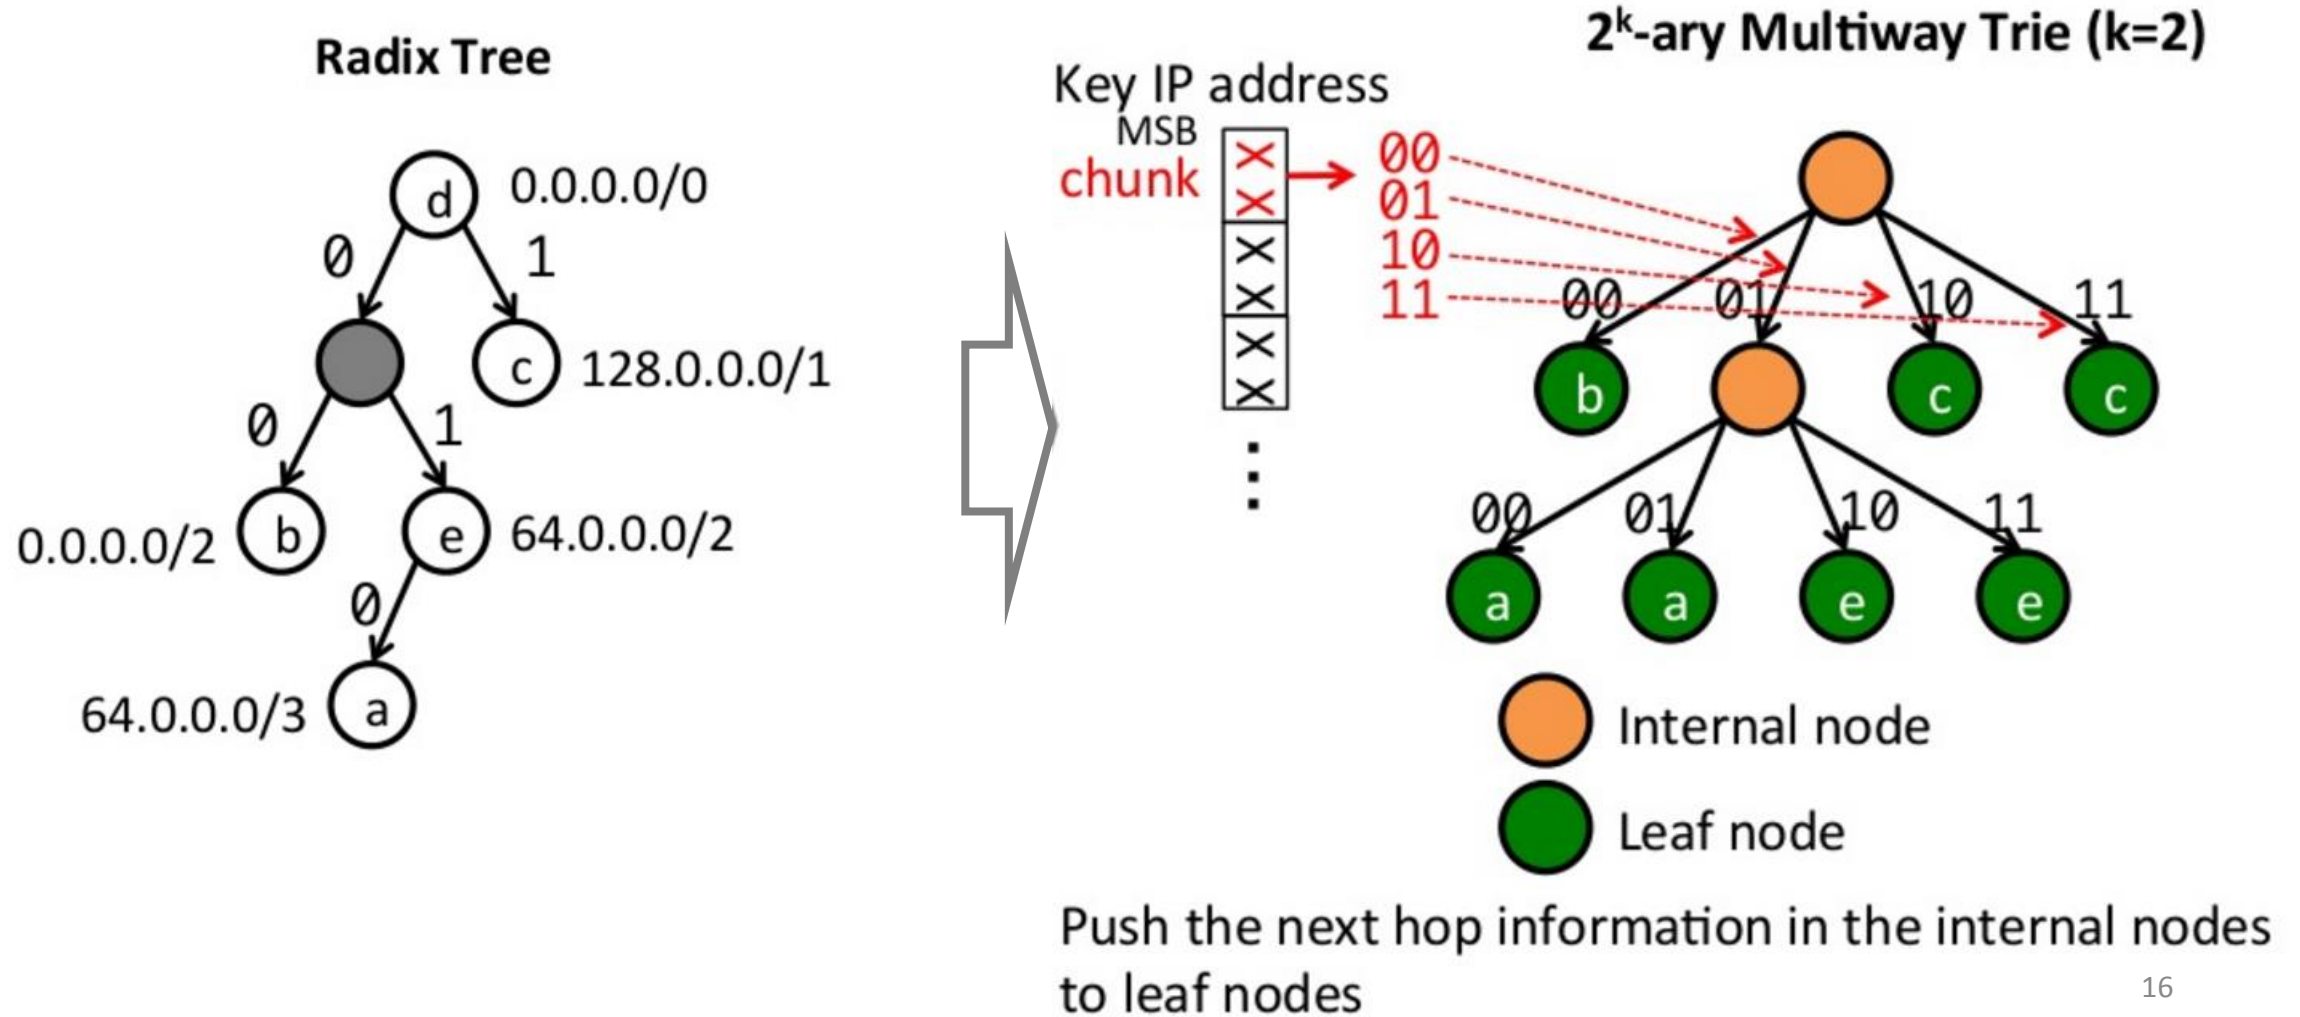 Radix Tree
d 0.0.0.0/0
0 1
c 128.0.0.0/1
0 1
0.0.0.0/2 b e 64.0.0.0/2
0
64.0.0.0/3 a
2ᵏ-ary Multiway Trie (k=2)
Key IP address
MSB
chunk
X
X
X
X
X
X
00
01
10
11
00 01 10 11
b c c
00 01 10 11
a a e e
Internal node
Leaf node
Push the next hop information in the internal nodes
to leaf nodes
16